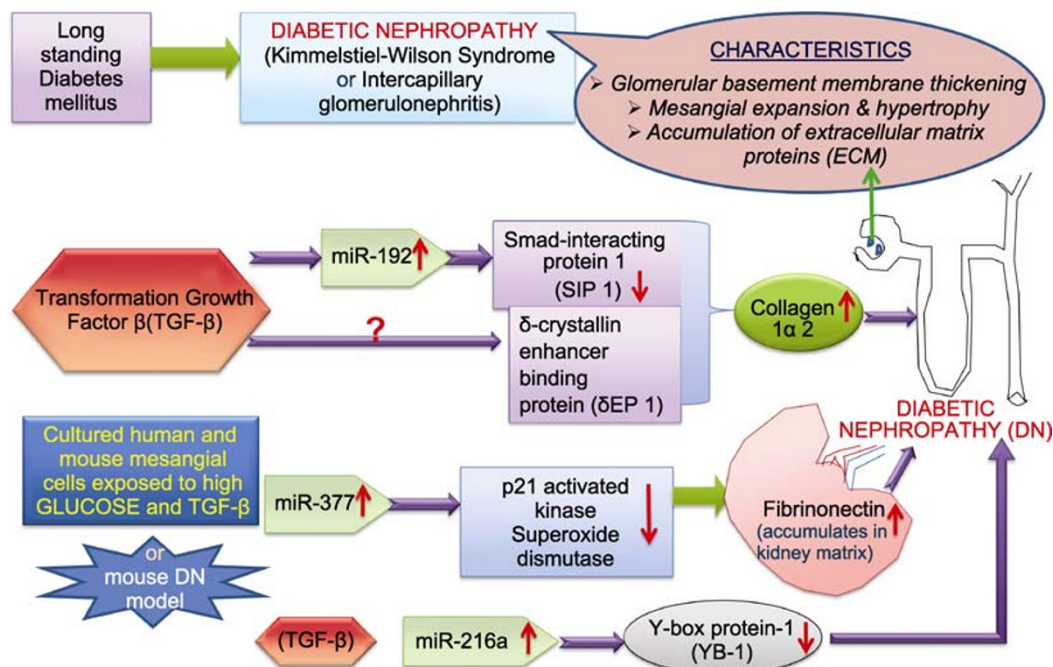 Long
standing
Diabetes
mellitus
DIABETIC NEPHROPATHY
(Kimmelstiel-Wilson Syndrome
or Intercapillary
glomerulonephritis)
CHARACTERISTICS
➢ Glomerular basement membrane thickening
➢ Mesangial expansion & hypertrophy
➢ Accumulation of extracellular matrix
proteins (ECM)
Transformation Growth
Factor β(TGF-β)
miR-192
Smad-interacting
protein 1
(SIP 1)
?
δ-crystallin
enhancer
binding
protein (δEP 1)
Collagen
1α 2
DIABETIC
NEPHROPATHY (DN)
Cultured human and
mouse mesangial
cells exposed to high
GLUCOSE and TGF-β
or
mouse DN
model
miR-377
p21 activated
kinase
Superoxide
dismutase
Fibrinonectin
(accumulates in
kidney matrix)
(TGF-β)
miR-216a
Y-box protein-1
(YB-1)